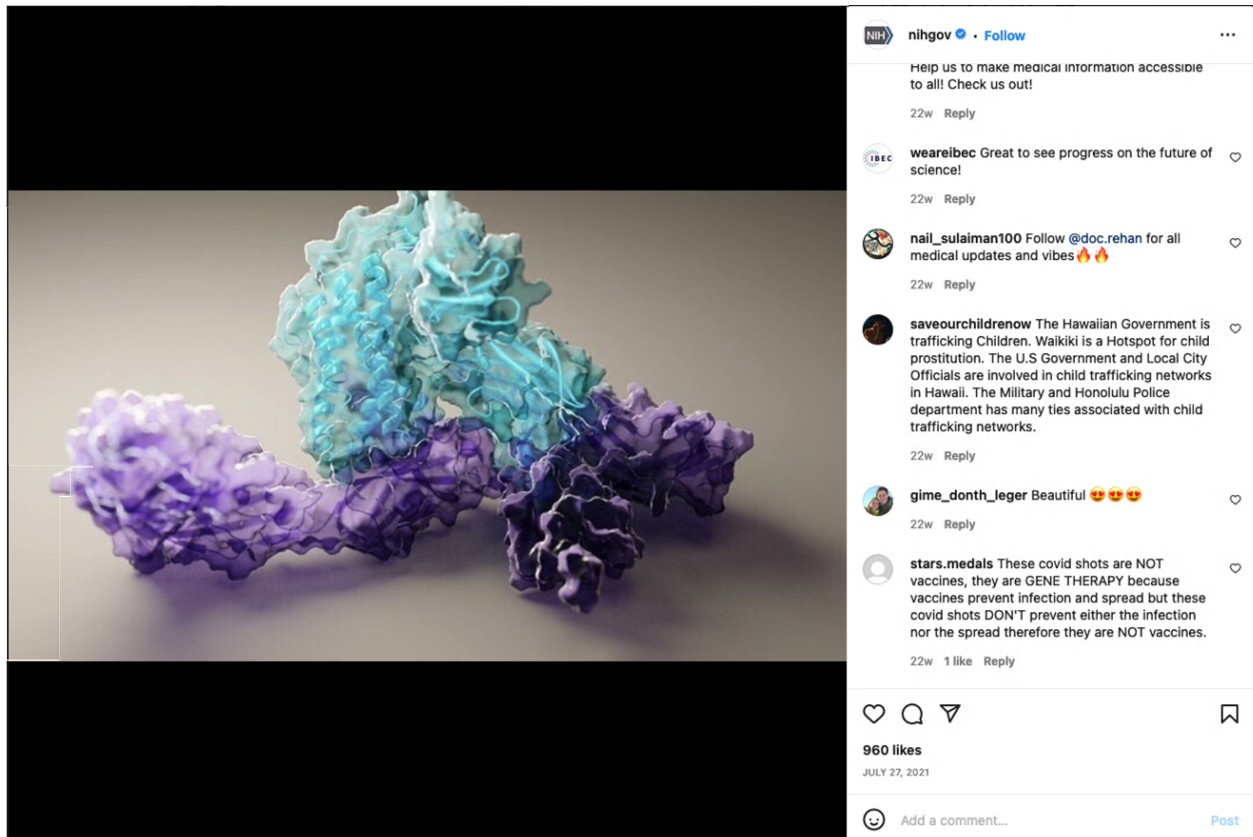 NIH
nihgov • Follow
Help us to make medical information accessible
to all! Check us out!
22w Reply
IBEC
weareibec Great to see progress on the future of
science!
22w Reply
nail_sulaiman100 Follow @doc.rehan for all
medical updates and vibes🔥🔥
22w Reply
saveourchildrenow The Hawaiian Government is
trafficking Children. Waikiki is a Hotspot for child
prostitution. The U.S Government and Local City
Officials are involved in child trafficking networks
in Hawaii. The Military and Honolulu Police
department has many ties associated with child
trafficking networks.
22w Reply
gime_donth_leger Beautiful 😍😍😍
22w Reply
stars.medals These covid shots are NOT
vaccines, they are GENE THERAPY because
vaccines prevent infection and spread but these
covid shots DON'T prevent either the infection
nor the spread therefore they are NOT vaccines.
22w 1 like Reply
960 likes
JULY 27, 2021
Add a comment...
Post